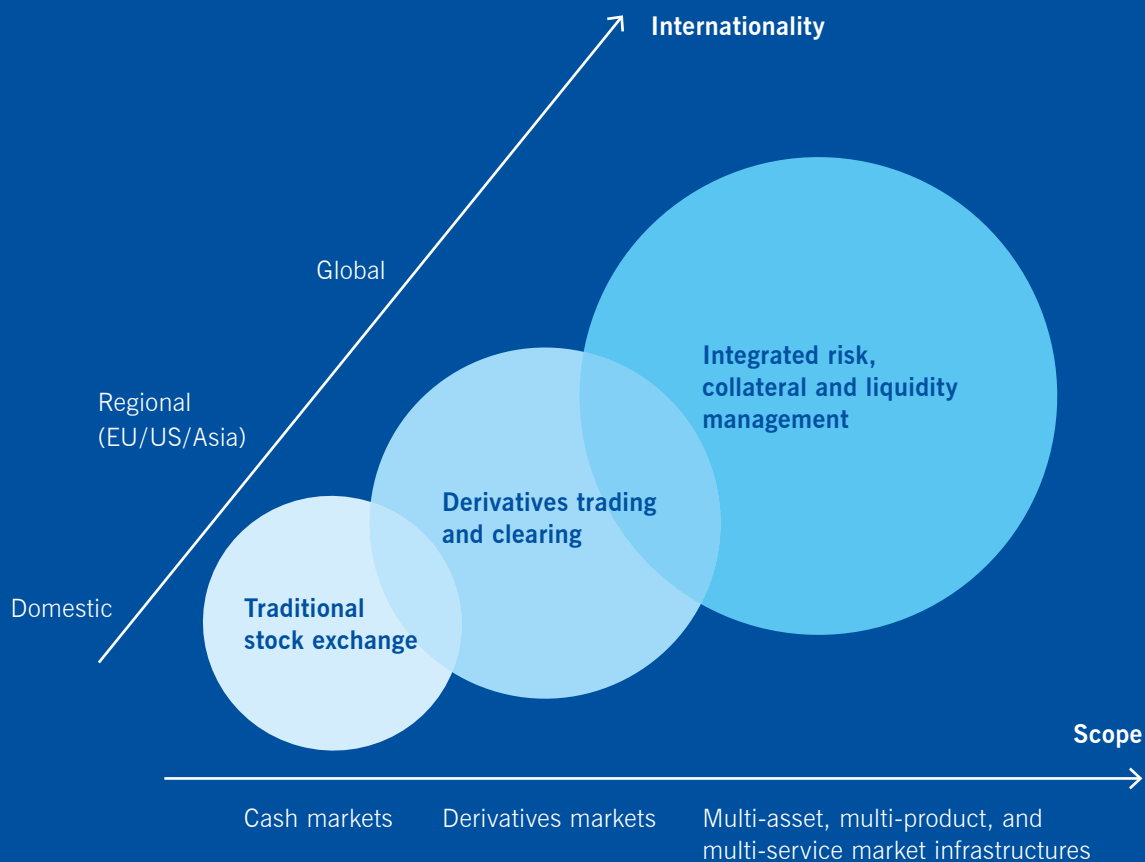 Internationality
Global
Integrated risk,
collateral and liquidity
management
Regional
(EU/US/Asia)
Derivatives trading
and clearing
Domestic
Traditional
stock exchange
Scope
Cash markets
Derivatives markets
Multi-asset, multi-product, and
multi-service market infrastructures